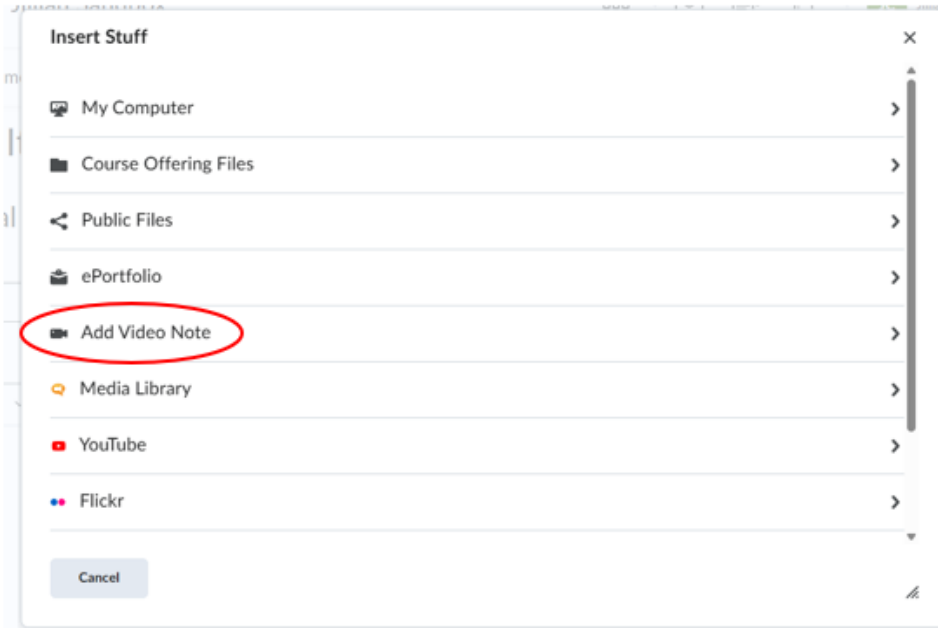 Insert Stuff
My Computer
Course Offering Files
Public Files
ePortfolio
Add Video Note
Media Library
YouTube
Flickr
Cancel